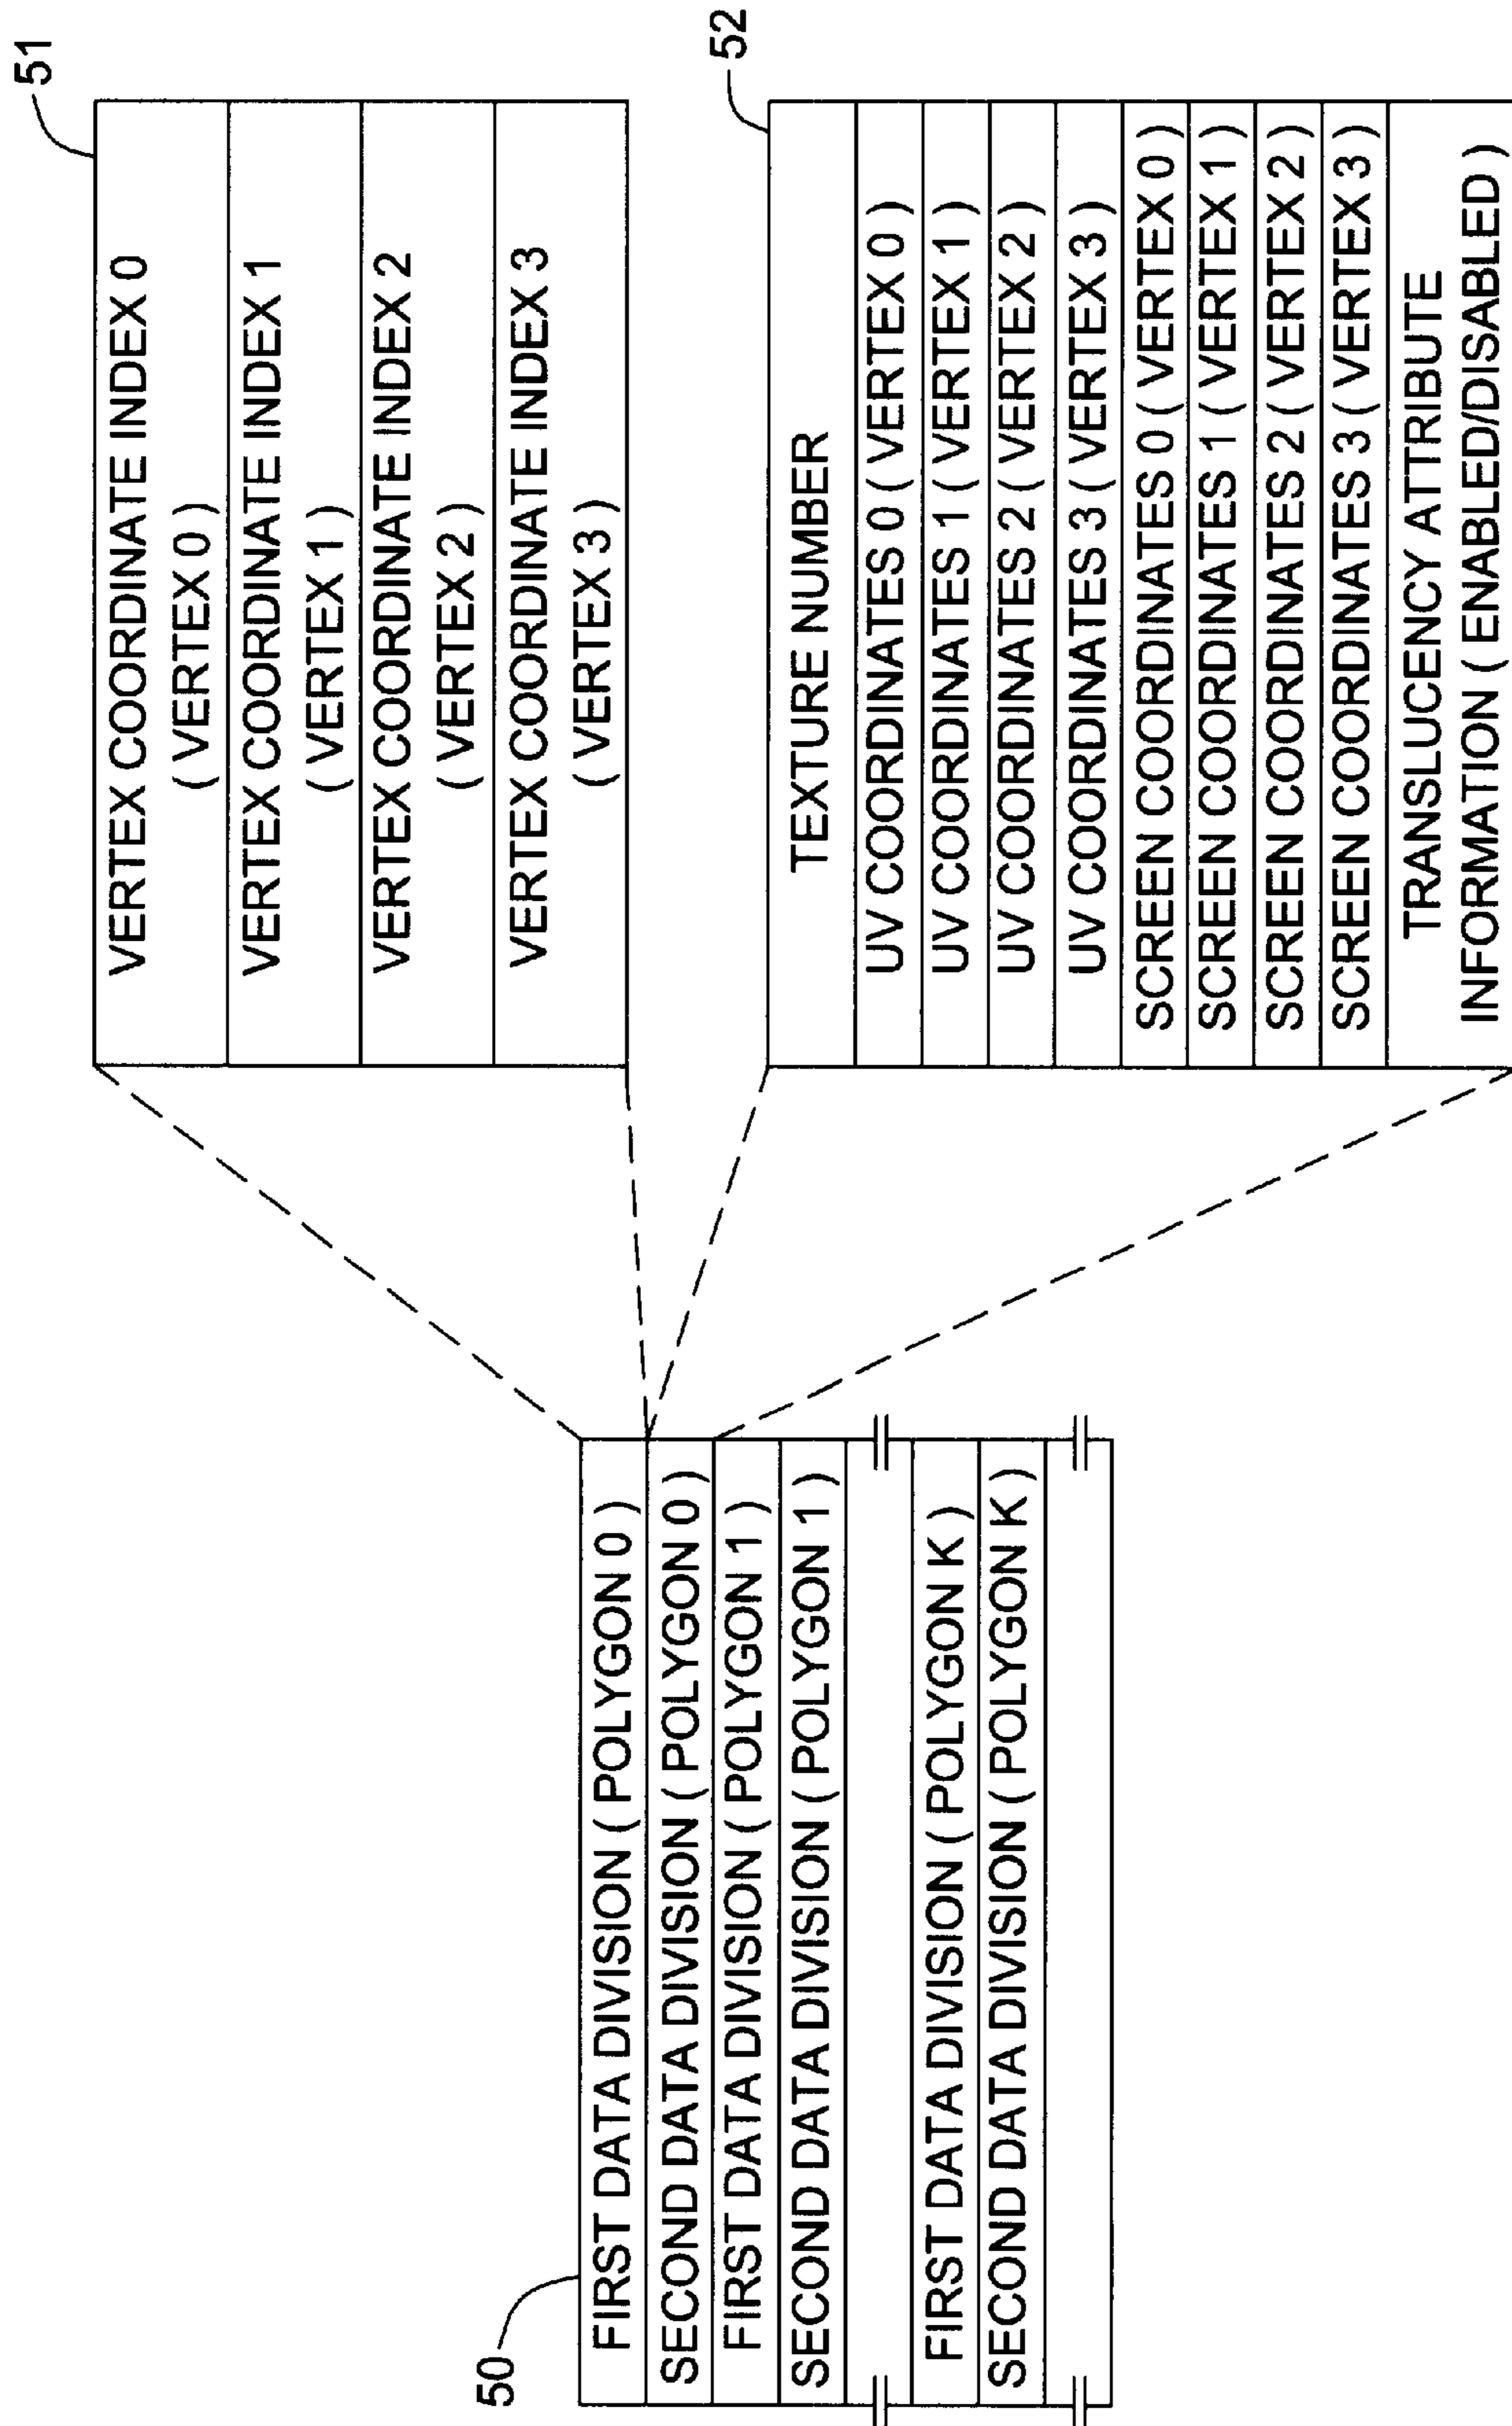 50
FIRST DATA DIVISION ( POLYGON 0 )
SECOND DATA DIVISION ( POLYGON 0 )
FIRST DATA DIVISION ( POLYGON 1 )
SECOND DATA DIVISION ( POLYGON 1 )
FIRST DATA DIVISION ( POLYGON K )
SECOND DATA DIVISION ( POLYGON K )
51
VERTEX COORDINATE INDEX 0
( VERTEX 0 )
VERTEX COORDINATE INDEX 1
( VERTEX 1 )
VERTEX COORDINATE INDEX 2
( VERTEX 2 )
VERTEX COORDINATE INDEX 3
( VERTEX 3 )
52
TEXTURE NUMBER
UV COORDINATES 0 ( VERTEX 0 )
UV COORDINATES 1 ( VERTEX 1 )
UV COORDINATES 2 ( VERTEX 2 )
UV COORDINATES 3 ( VERTEX 3 )
SCREEN COORDINATES 0 ( VERTEX 0 )
SCREEN COORDINATES 1 ( VERTEX 1 )
SCREEN COORDINATES 2 ( VERTEX 2 )
SCREEN COORDINATES 3 ( VERTEX 3 )
TRANSLUCENCY ATTRIBUTE
INFORMATION ( ENABLED/DISABLED )